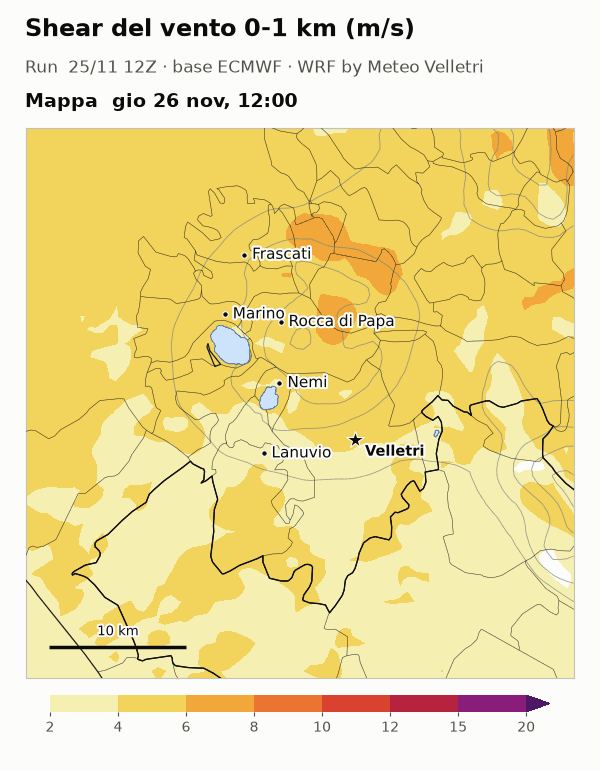 Shear del vento 0-1 km (m/s)
Run  25/11 12Z · base ECMWF · WRF by Meteo Velletri
Mappa  gio 26 nov, 12:00
Frascati
Marino
Rocca di Papa
Nemi
Velletri
Lanuvio
10 km
2 4 6 8 10 12 15 20